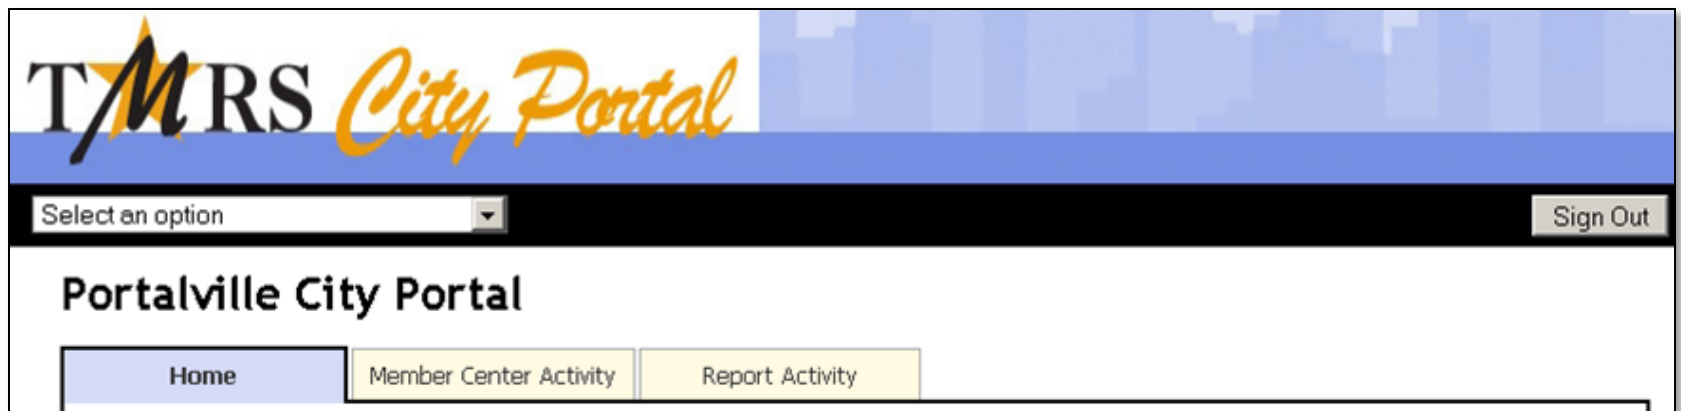 TMRS City Portal
Select an option
Sign Out
Portalville City Portal
Home
Member Center Activity
Report Activity